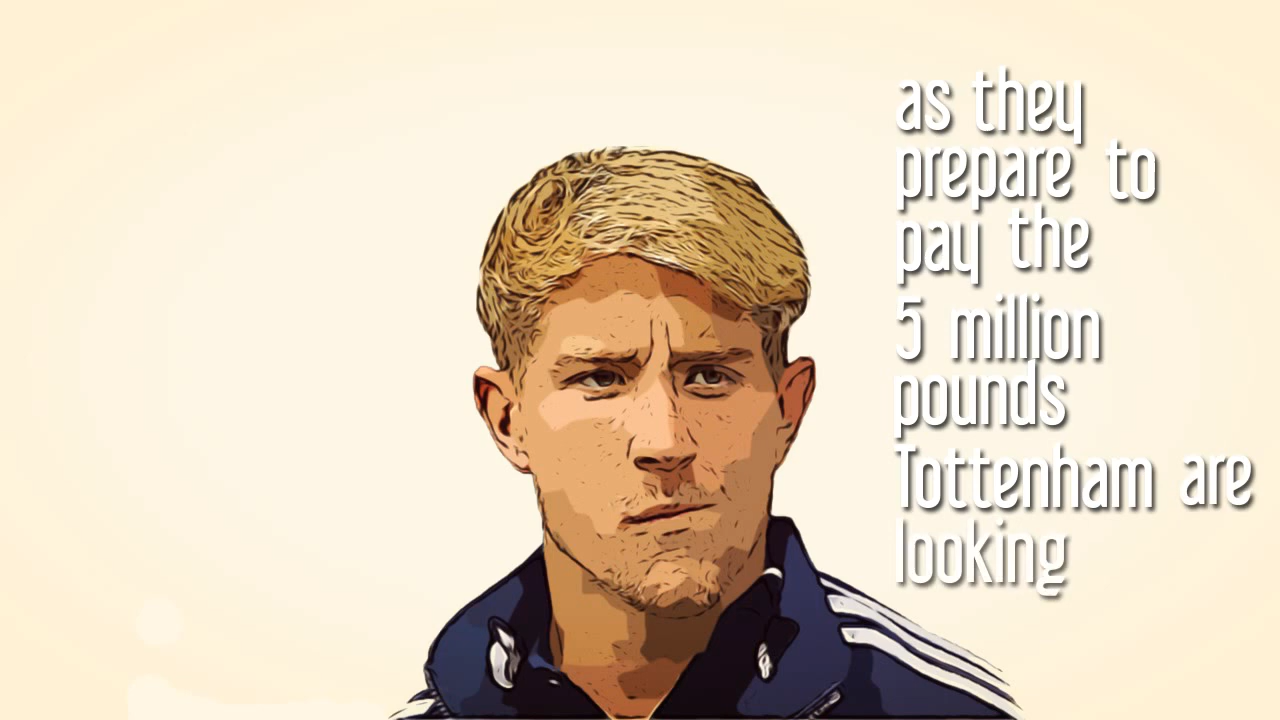 as they
prepare to
pay the
5 million
pounds
Tottenham are
looking